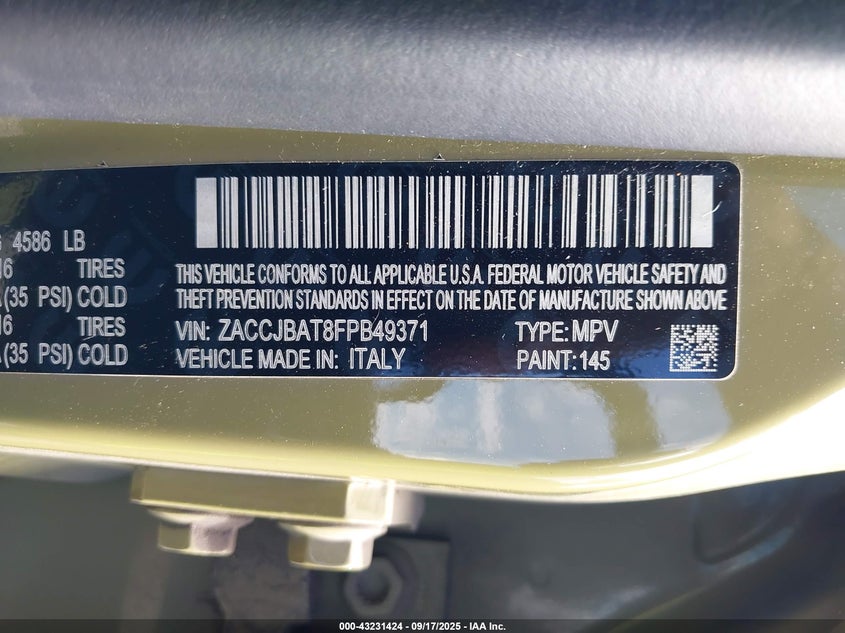 4586 LB
16 TIRES
(35 PSI) COLD
16 TIRES
(35 PSI) COLD
THIS VEHICLE CONFORMS TO ALL APPLICABLE U.S.A. FEDERAL MOTOR VEHICLE SAFETY AND
THEFT PREVENTION STANDARDS IN EFFECT ON THE DATE OF MANUFACTURE SHOWN ABOVE
VIN: ZACCJBAT8FPB49371 TYPE: MPV
VEHICLE MADE IN: ITALY PAINT: 145
000-43231424 - 09/17/2025 - IAA Inc.